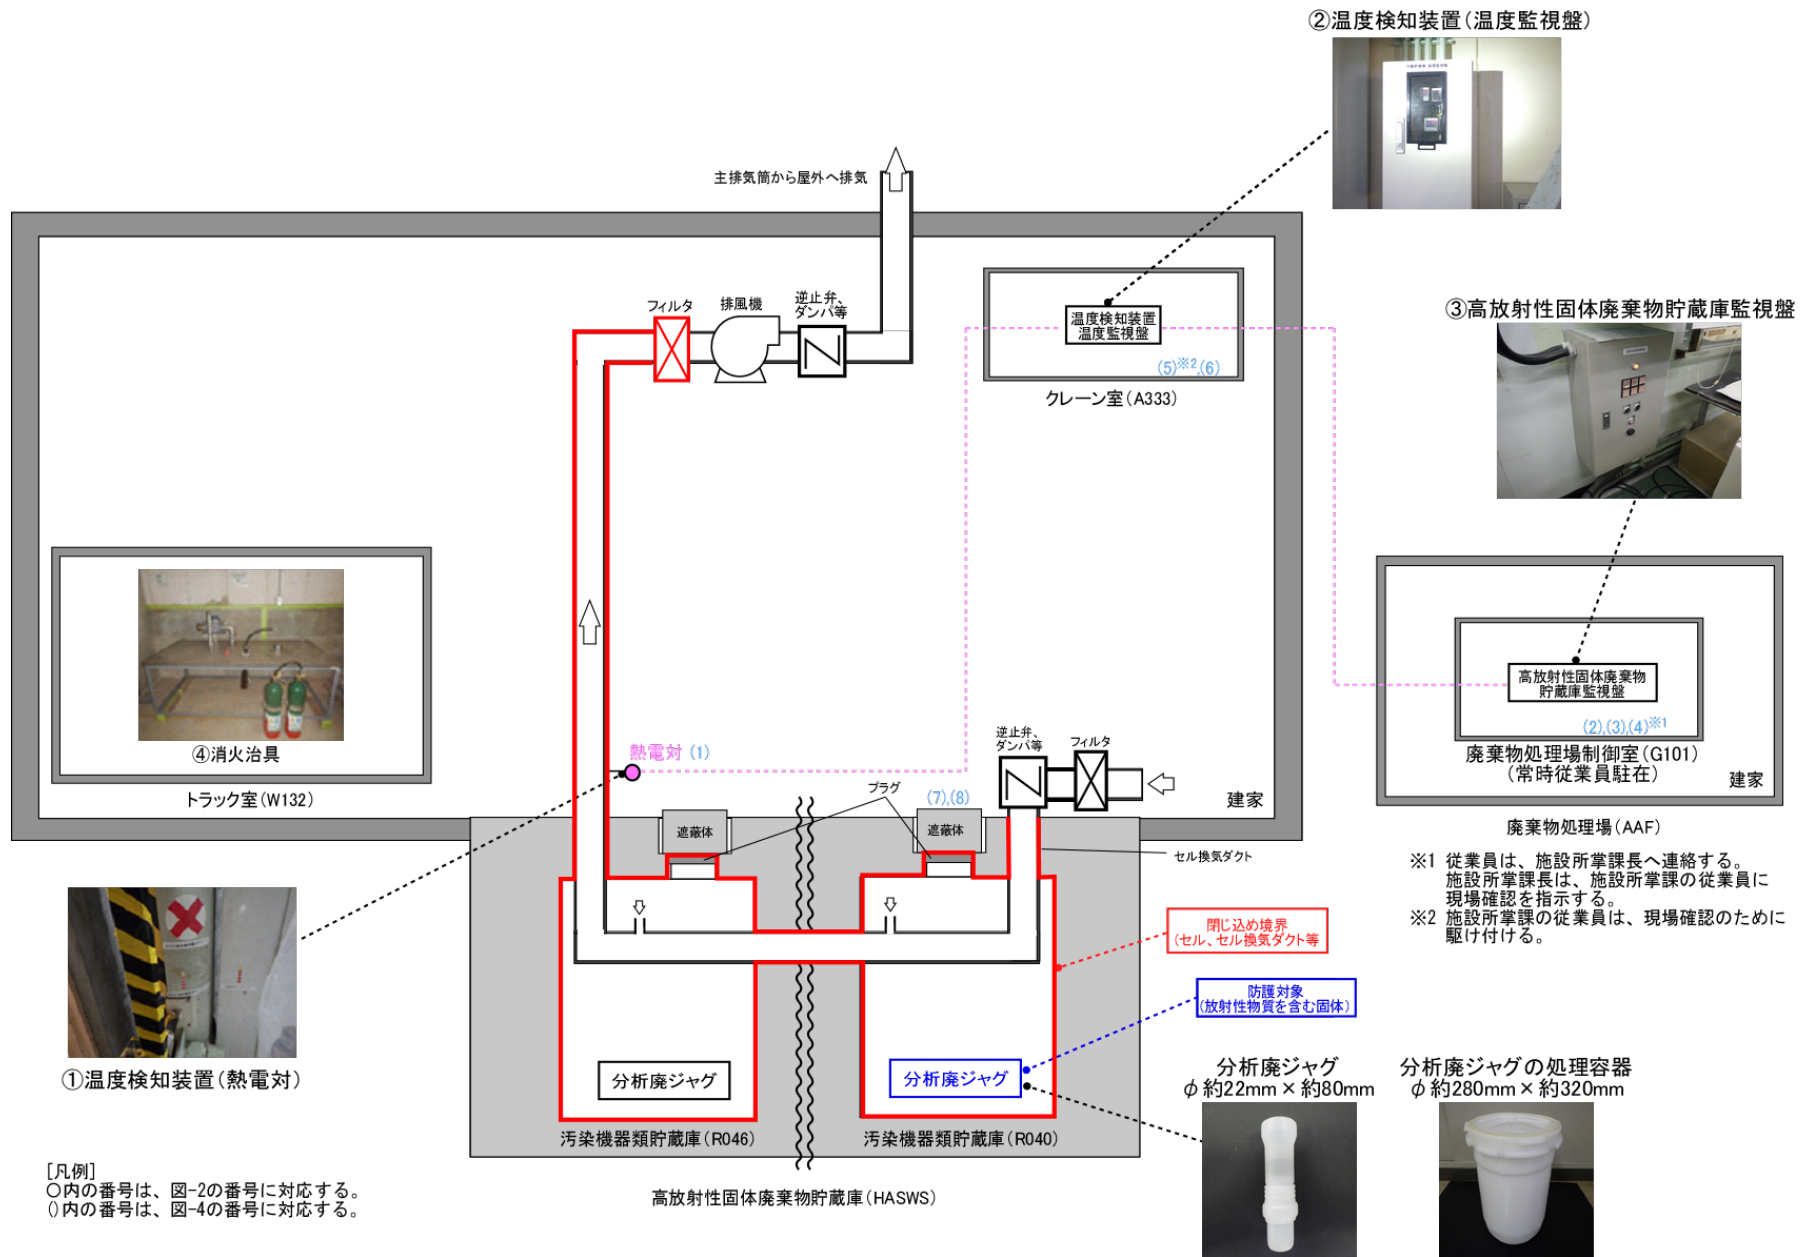 ②温度検知装置（温度監視盤）
主排気筒から屋外へ排気
フィルタ
排風機
逆止弁、
ダンパ等
温度検知装置
温度監視盤
(5)※2,(6)
クレーン室（A333）
③高放射性固体廃棄物貯蔵庫監視盤
高放射性固体廃棄物
貯蔵庫監視盤
(2),(3),(4)※1
廃棄物処理場制御室（G101）
（常時従業員駐在）
建家
廃棄物処理場（AAF）
※1 従業員は、施設所掌課長へ連絡する。
施設所掌課長は、施設所掌課の従業員に
現場確認を指示する。
※2 施設所掌課の従業員は、現場確認のために
駆け付ける。
④消火治具
トラック室（W132）
熱電対 (1)
逆止弁、
ダンパ等
フィルタ
プラグ
(7),(8)
建家
遮蔽体
遮蔽体
セル換気ダクト
閉じ込め境界
（セル、セル換気ダクト等
防護対象
（放射性物質を含む固体）
①温度検知装置（熱電対）
分析廃ジャグ
分析廃ジャグ
汚染機器類貯蔵庫（R046）
汚染機器類貯蔵庫（R040）
高放射性固体廃棄物貯蔵庫（HASWS）
分析廃ジャグ
φ約22mm×約80mm
分析廃ジャグの処理容器
φ約280mm×約320mm
［凡例］
○内の番号は、図-2の番号に対応する。
()内の番号は、図-4の番号に対応する。